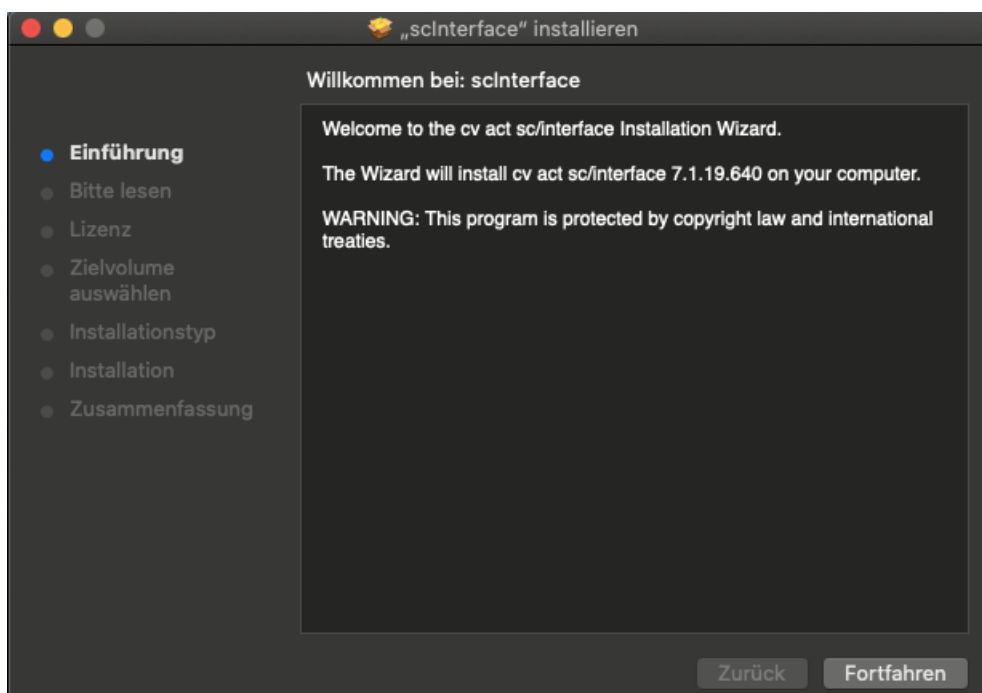 „scInterface“ installieren
Willkommen bei: scInterface
Einführung
Bitte lesen
Lizenz
Zielvolume
auswählen
Installationstyp
Installation
Zusammenfassung
Welcome to the cv act sc/interface Installation Wizard.
The Wizard will install cv act sc/interface 7.1.19.640 on your computer.
WARNING: This program is protected by copyright law and international
treaties.
Zurück
Fortfahren